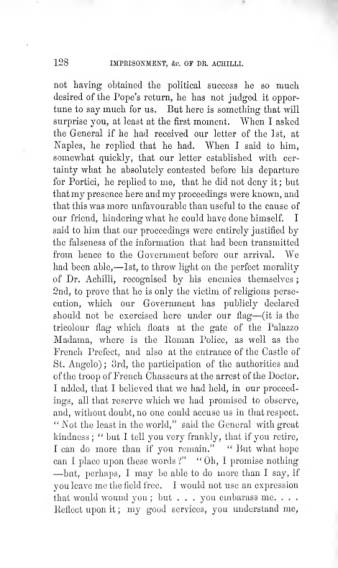 128 IMPRISONMENT, &c. OF DR. ACHILLI.
not having obtained the political success he so much
desired of the Pope's return, he has not judged it oppor-
tune to say much for us. But here is something that will
surprise you, at least at the first moment. When I asked
the General if he had received our letter of the 1st, at
Naples, he replied that he had. When I said to him,
somewhat quickly, that our letter established with cer-
tainty what he absolutely contested before his departure
for Portici, he replied to me, that he did not deny it; but
that my presence here and my proceedings were known, and
that this was more unfavourable than useful to the cause of
our friend, hindering what he could have done himself. I
said to him that our proceedings were entirely justified by
the falseness of the information that had been transmitted
from hence to the Government before our arrival. We
had been able,—1st, to throw light on the perfect morality
of Dr. Achilli, recognised by his enemies themselves;
2nd, to prove that he is only the victim of religious perse-
cution, which our Government has publicly declared
should not be exercised here under our flag—(it is the
tricolour flag which floats at the gate of the Palazzo
Madama, where is the Roman Police, as well as the
French Prefect, and also at the entrance of the Castle of
St. Angelo); 3rd, the participation of the authorities and
of the troop of French Chasseurs at the arrest of the Doctor.
I added, that I believed that we had held, in our proceed-
ings, all that reserve which we had promised to observe,
and, without doubt, no one could accuse us in that respect.
"Not the least in the world," said the General with great
kindness; "but I tell you very frankly, that if you retire,
I can do more than if you remain." "But what hope
can I place upon these words?" "Oh, I promise nothing
—but, perhaps, I may be able to do more than I say, if
you leave me the field free. I would not use an expression
that would wound you; but . . . you embarrass me. . . .
Reflect upon it; my good services, you understand me,